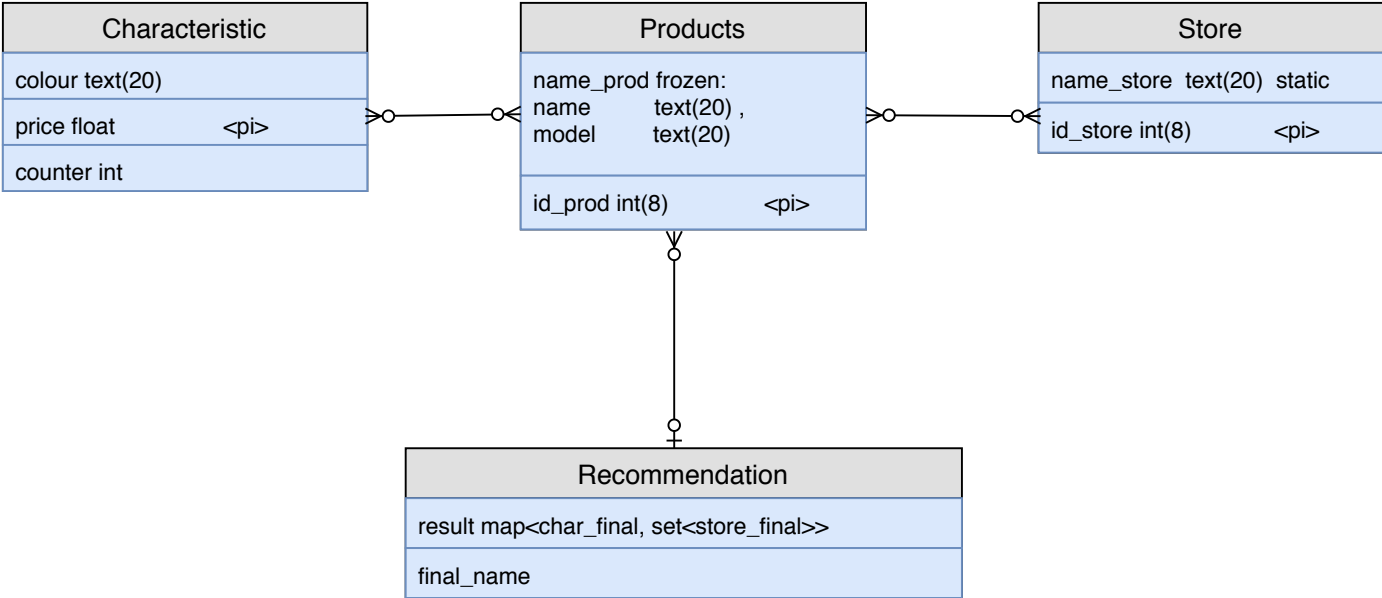 Characteristic
colour text(20)
price float <pi>
counter int
Products
name_prod frozen:
name text(20) ,
model text(20)
id_prod int(8) <pi>
Store
name_store text(20) static
id_store int(8) <pi>
Recommendation
result map<char_final, set<store_final>>
final_name